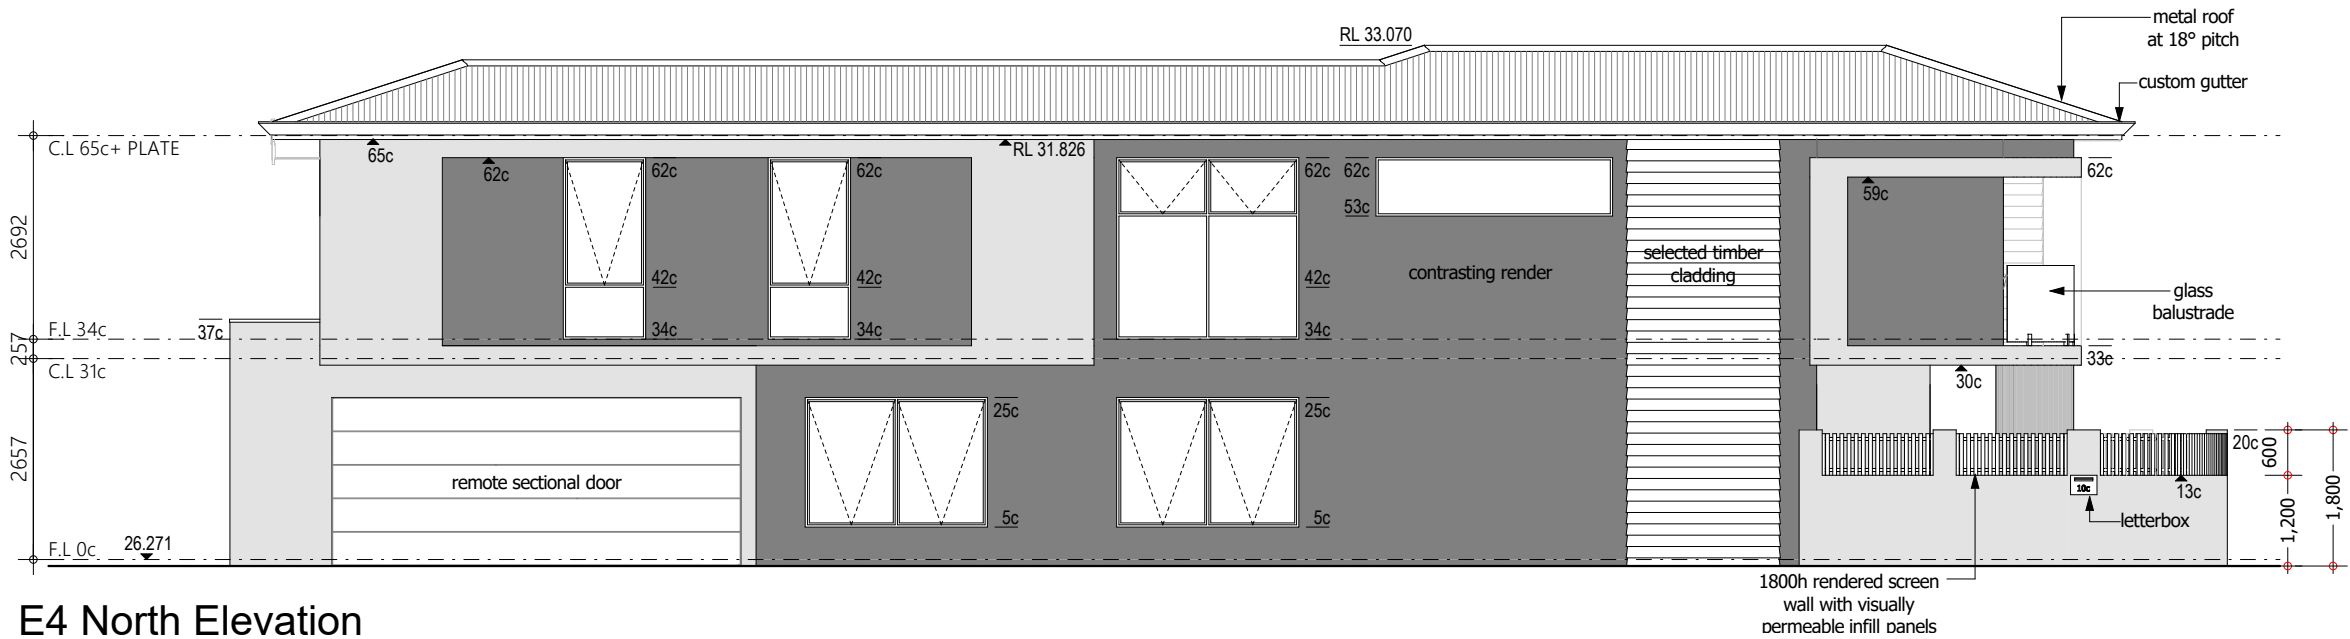 RL 33.070
metal roof
at 18° pitch
custom gutter
C.L 65c+ PLATE
65c
RL 31.826
62c
62c
62c
62c
62c
53c
59c
62c
2692
selected timber
cladding
contrasting render
42c
42c
42c
glass
balustrade
F.L 34c
37c
34c
34c
34c
257
C.L 31c
33c
30c
25c
25c
2657
remote sectional door
20c
600
10c
13c
5c
5c
letterbox
1,200
1,800
F.L 0c
26.271
1800h rendered screen
wall with visually
permeable infill panels
E4 North Elevation